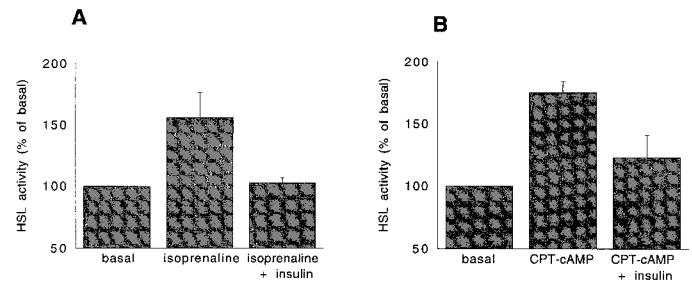 A
HSL activity (% of basal)
200
150
100
50
basal
isoprenaline
isoprenaline
+ insulin
B
HSL activity (% of basal)
200
150
100
50
basal
CPT-cAMP
CPT-cAMP
+ insulin